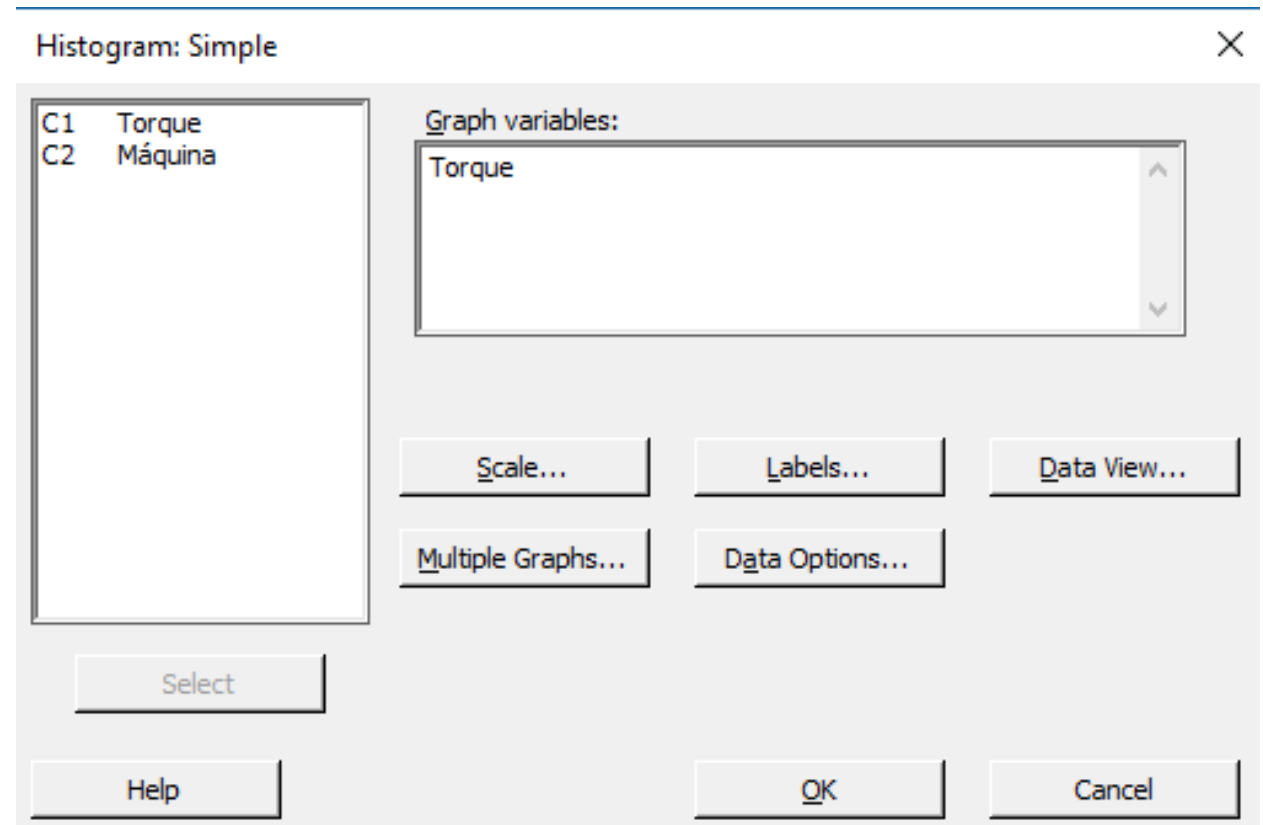 Histogram: Simple
C1 Torque
C2 Máquina
Graph variables:
Torque
Scale... Labels... Data View...
Multiple Graphs... Data Options...
Select
Help OK Cancel